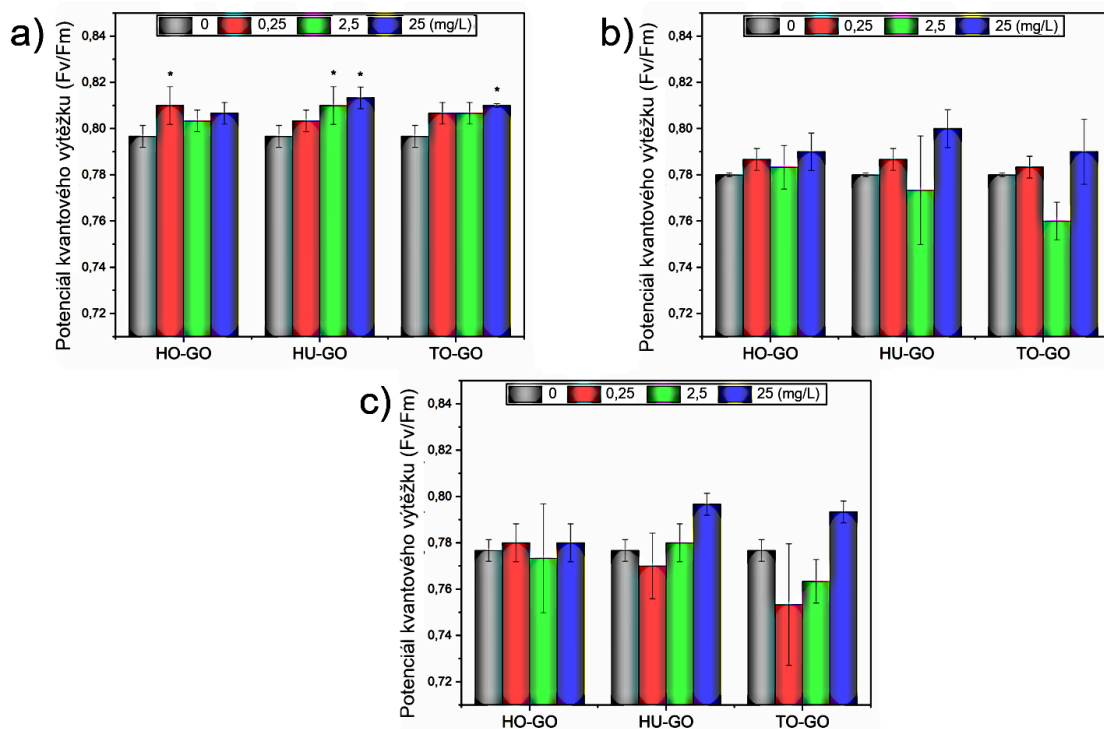 a)
0 0,25 2,5 25 (mg/L)
Potenciál kvantového výtěžku (Fv/Fm)
0,84
0,82
0,80
0,78
0,76
0,74
0,72
* * * *
HO-GO HU-GO TO-GO
b)
0 0,25 2,5 25 (mg/L)
Potenciál kvantového výtěžku (Fv/Fm)
0,84
0,82
0,80
0,78
0,76
0,74
0,72
HO-GO HU-GO TO-GO
c)
0 0,25 2,5 25 (mg/L)
Potenciál kvantového výtěžku (Fv/Fm)
0,84
0,82
0,80
0,78
0,76
0,74
0,72
HO-GO HU-GO TO-GO